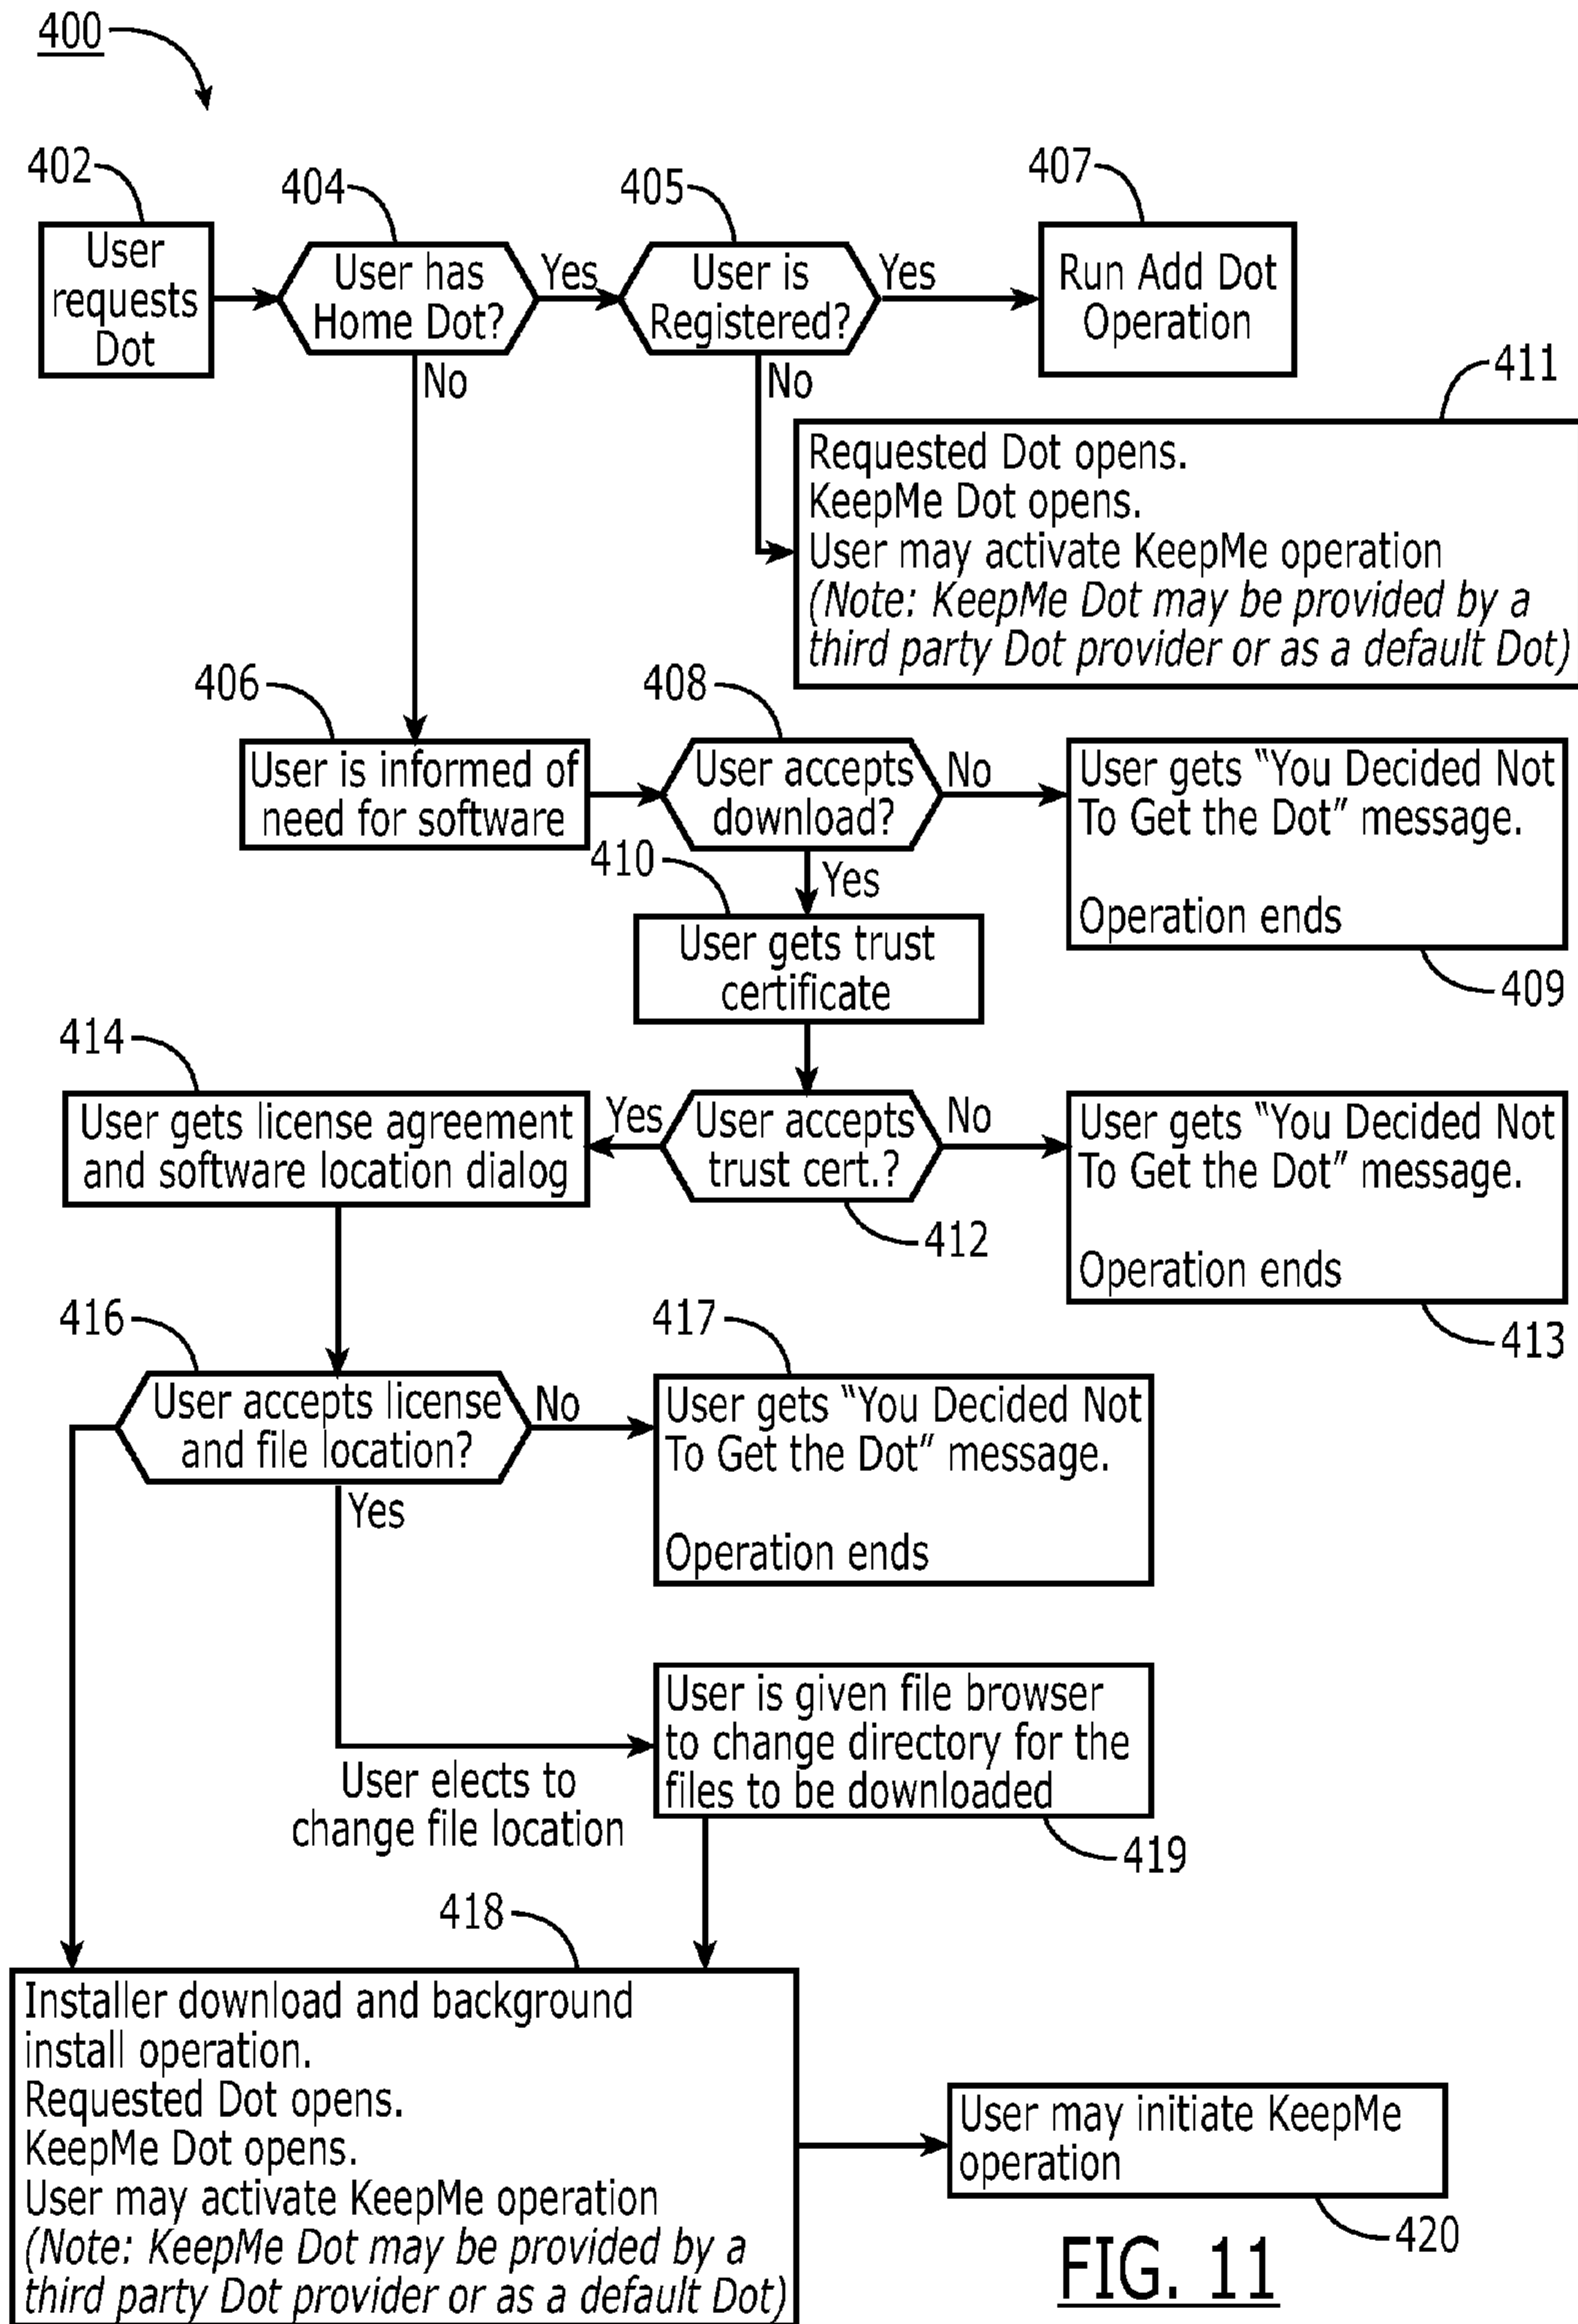 400
402
404
405
407
User
requests
Dot
User has
Home Dot?
Yes
User is
Registered?
Yes
Run Add Dot
Operation
No
No
411
Requested Dot opens.
KeepMe Dot opens.
User may activate KeepMe operation
(Note: KeepMe Dot may be provided by a
third party Dot provider or as a default Dot)
406
408
User is informed of
need for software
User accepts
download?
No
User gets "You Decided Not
To Get the Dot" message.
Operation ends
409
410
Yes
User gets trust
certificate
414
User gets license agreement
and software location dialog
Yes
User accepts
trust cert.?
No
412
User gets "You Decided Not
To Get the Dot" message.
Operation ends
413
416
417
User accepts license
and file location?
No
User gets "You Decided Not
To Get the Dot" message.
Operation ends
Yes
User elects to
change file location
User is given file browser
to change directory for the
files to be downloaded
419
418
Installer download and background
install operation.
Requested Dot opens.
KeepMe Dot opens.
User may activate KeepMe operation
(Note: KeepMe Dot may be provided by a
third party Dot provider or as a default Dot)
User may initiate KeepMe
operation
420
FIG. 11